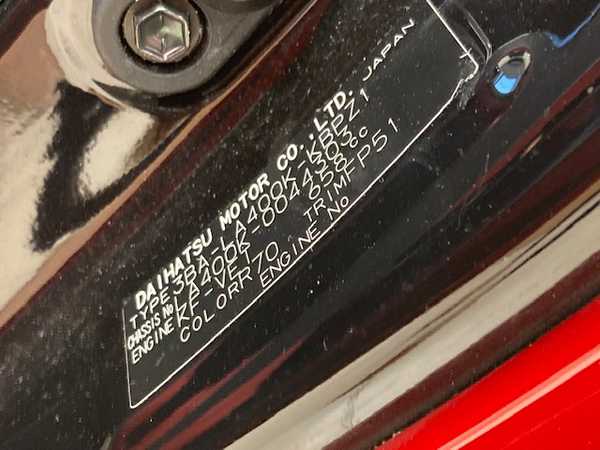 DAIHATSU MOTOR CO.,LTD. JAPAN
TYPE 3BA-LA400K-KBPZ1
CHASSIS No LA400K-0044303
ENGINE KF-VET 658cc
COLOR R70 TRIM FP51
ENGINE No